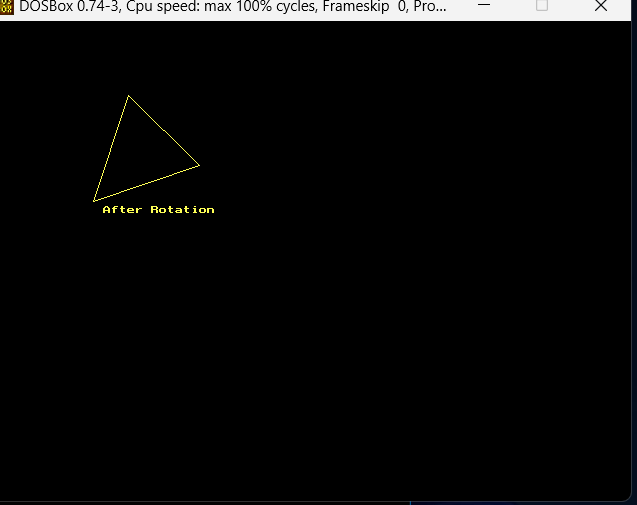 DOSBox 0.74-3, Cpu speed: max 100% cycles, Frameskip  0, Pro...
After Rotation